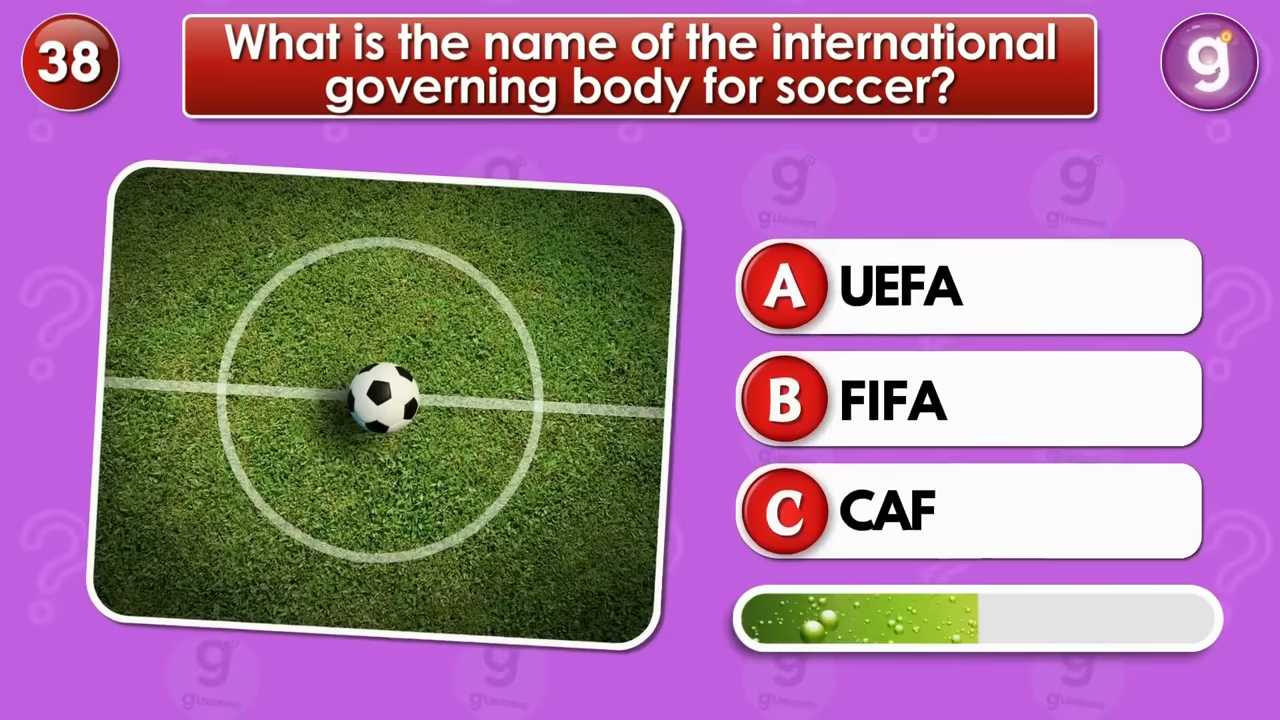 38
What is the name of the international
governing body for soccer?
g
A UEFA
B FIFA
C CAF